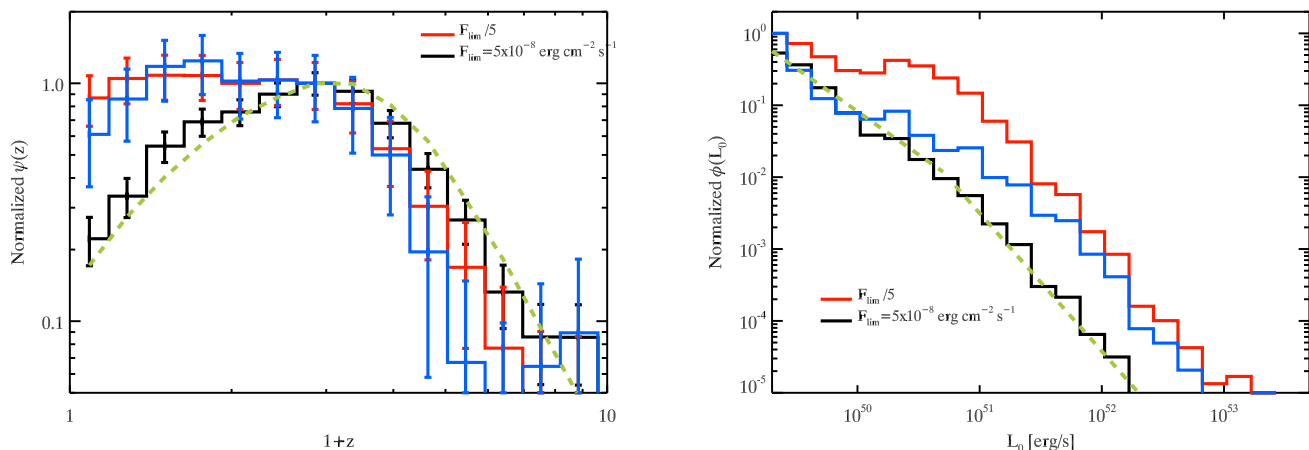 F_lim/5
F_lim=5x10^-8 erg cm^-2 s^-1
Normalized ψ(z)
1.0
0.1
1
10
1+z
10^0
10^-1
10^-2
10^-3
10^-4
10^-5
Normalized ϕ(L_0)
F_lim/5
F_lim=5x10^-8 erg cm^-2 s^-1
10^50
10^51
10^52
10^53
L_0 [erg/s]